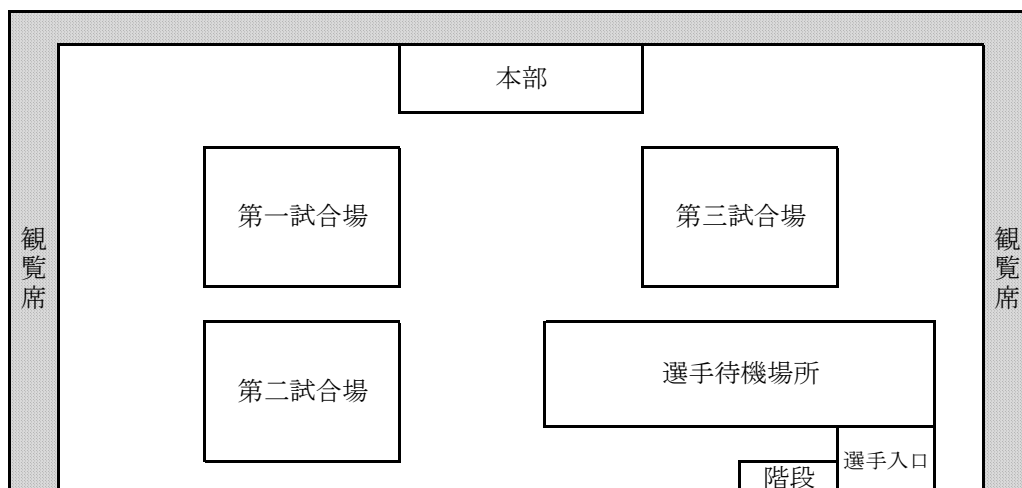 本部
第一試合場
第三試合場
観覧席
観覧席
第二試合場
選手待機場所
選手入口
階段